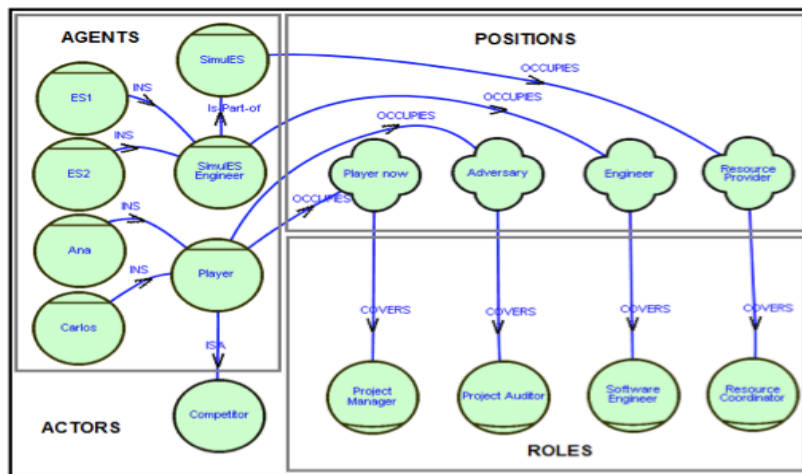 AGENTS
POSITIONS
SimulES
OCCUPIES
ES1
INS
Is-Part-of
OCCUPIES
INS
OCCUPIES
ES2
SimulES
Engineer
Player now
Adversary
Engineer
Resource
Provider
INS
OCCUPIES
Ana
Player
INS
Carlos
COVERS
COVERS
COVERS
COVERS
ISA
Project
Manager
Project Auditor
Software
Engineer
Resource
Coordinator
Competitor
ACTORS
ROLES